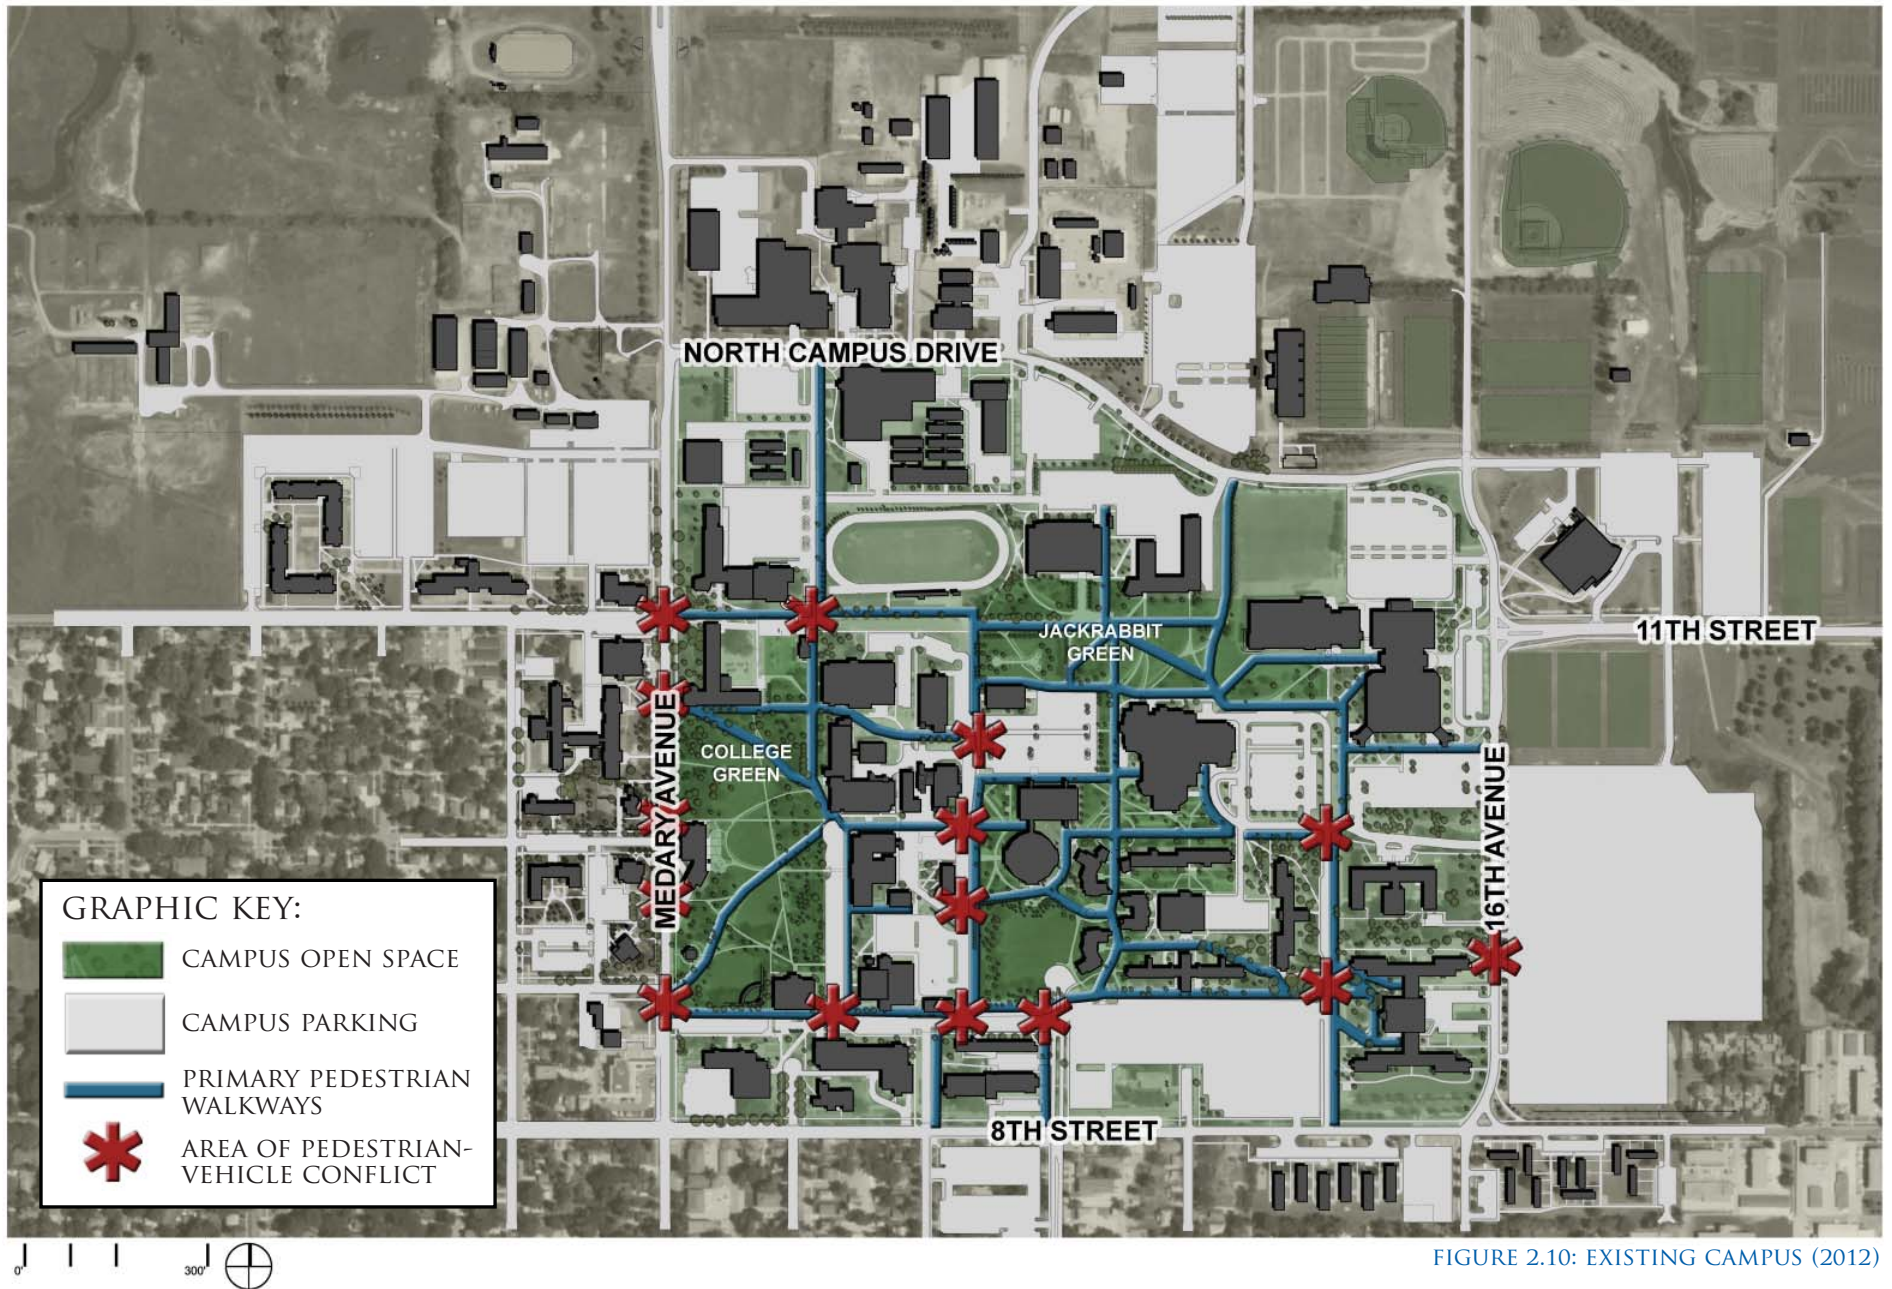 NORTH CAMPUS DRIVE
JACKRABBIT
GREEN
11TH STREET
COLLEGE
GREEN
MEDARY AVENUE
16TH AVENUE
8TH STREET
GRAPHIC KEY:
CAMPUS OPEN SPACE
CAMPUS PARKING
PRIMARY PEDESTRIAN
WALKWAYS
AREA OF PEDESTRIAN-
VEHICLE CONFLICT
0'
300'
FIGURE 2.10: EXISTING CAMPUS (2012)